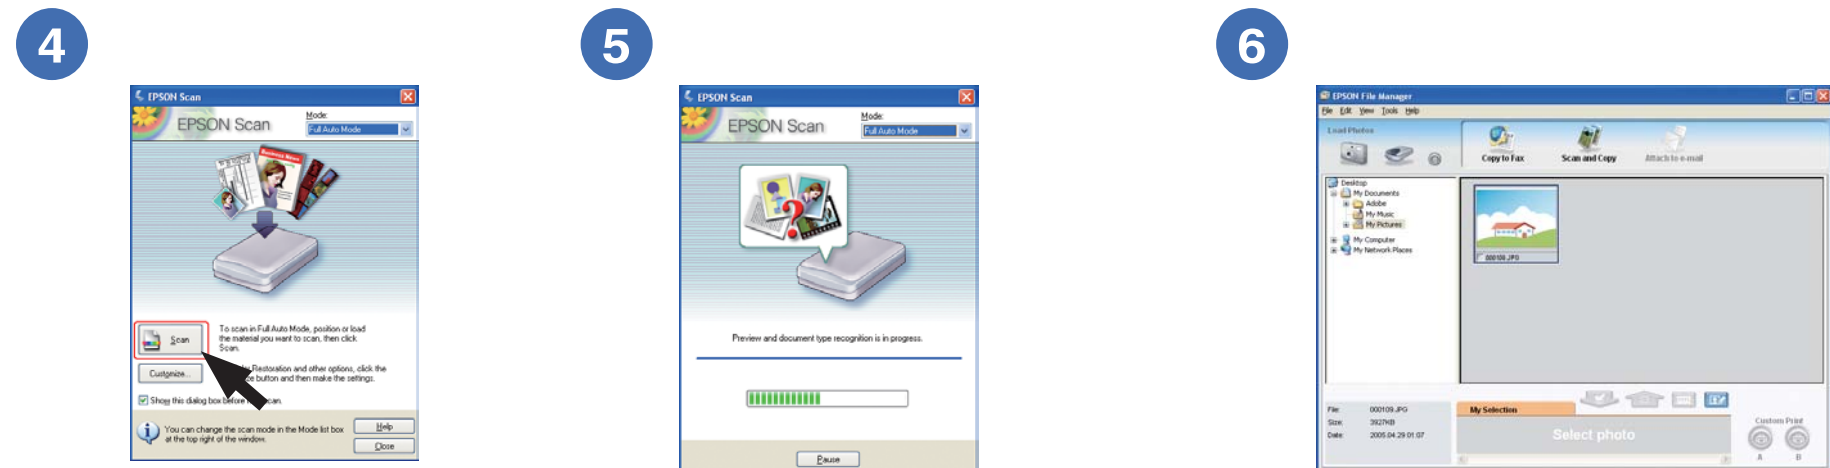 4
EPSON Scan
EPSON Scan
Mode:
Full Auto Mode
Business News
Scan
To scan in Full Auto Mode, position or load
the material you want to scan, then click
Scan.
Customize...
Restoration and other options, click the
button and then make the settings.
Show this dialog box before
scan.
You can change the scan mode in the Mode list box
at the top right of the window.
Help
Close
5
EPSON Scan
EPSON Scan
Mode:
Full Auto Mode
?
Preview and document type recognition is in progress.
Pause
6
EPSON File Manager
File Edit View Tools Help
Load Photos
Copy to Fax
Scan and Copy
Attach to e-mail
Desktop
My Documents
Adobe
My Music
My Pictures
My Computer
My Network Places
000109.JPG
File: 000109.JPG
Size: 3927KB
Date: 2005.04.29 01:07
My Selection
Select photo
Custom Print
A B